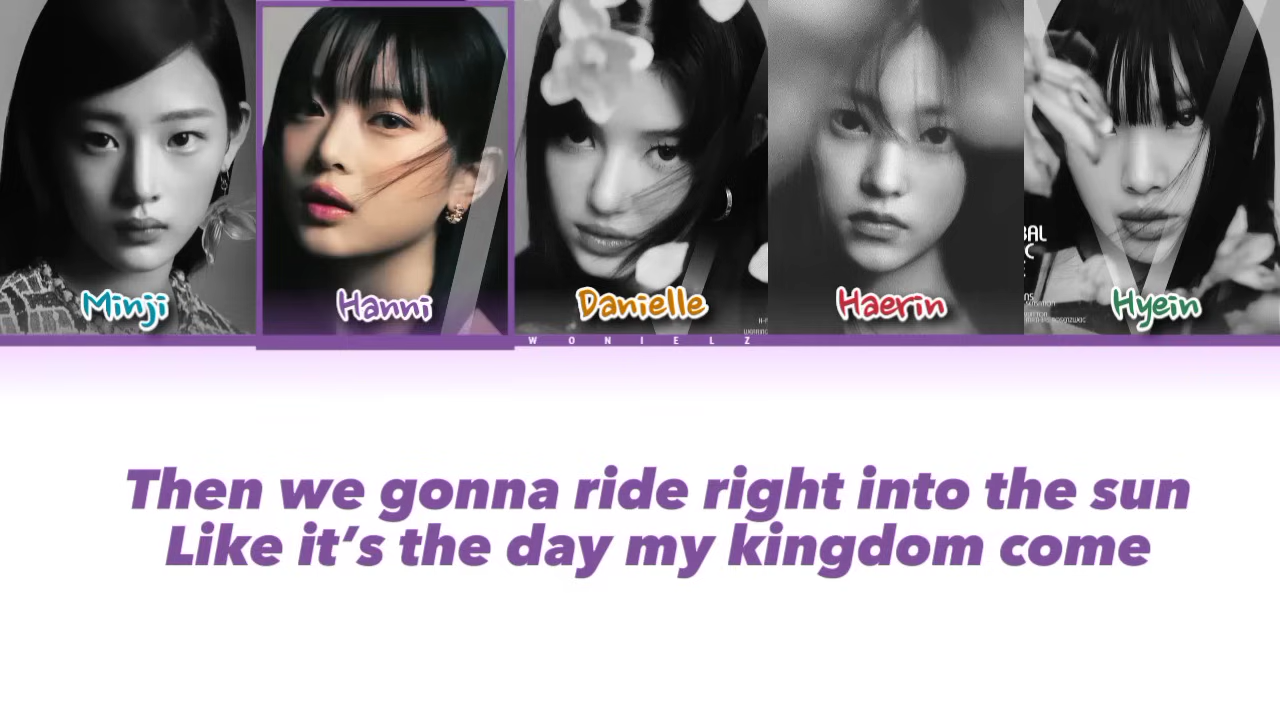 Minji
Hanni
Danielle
Haerin
Hyein
WONIELZ
Then we gonna ride right into the sun
Like it's the day my kingdom come